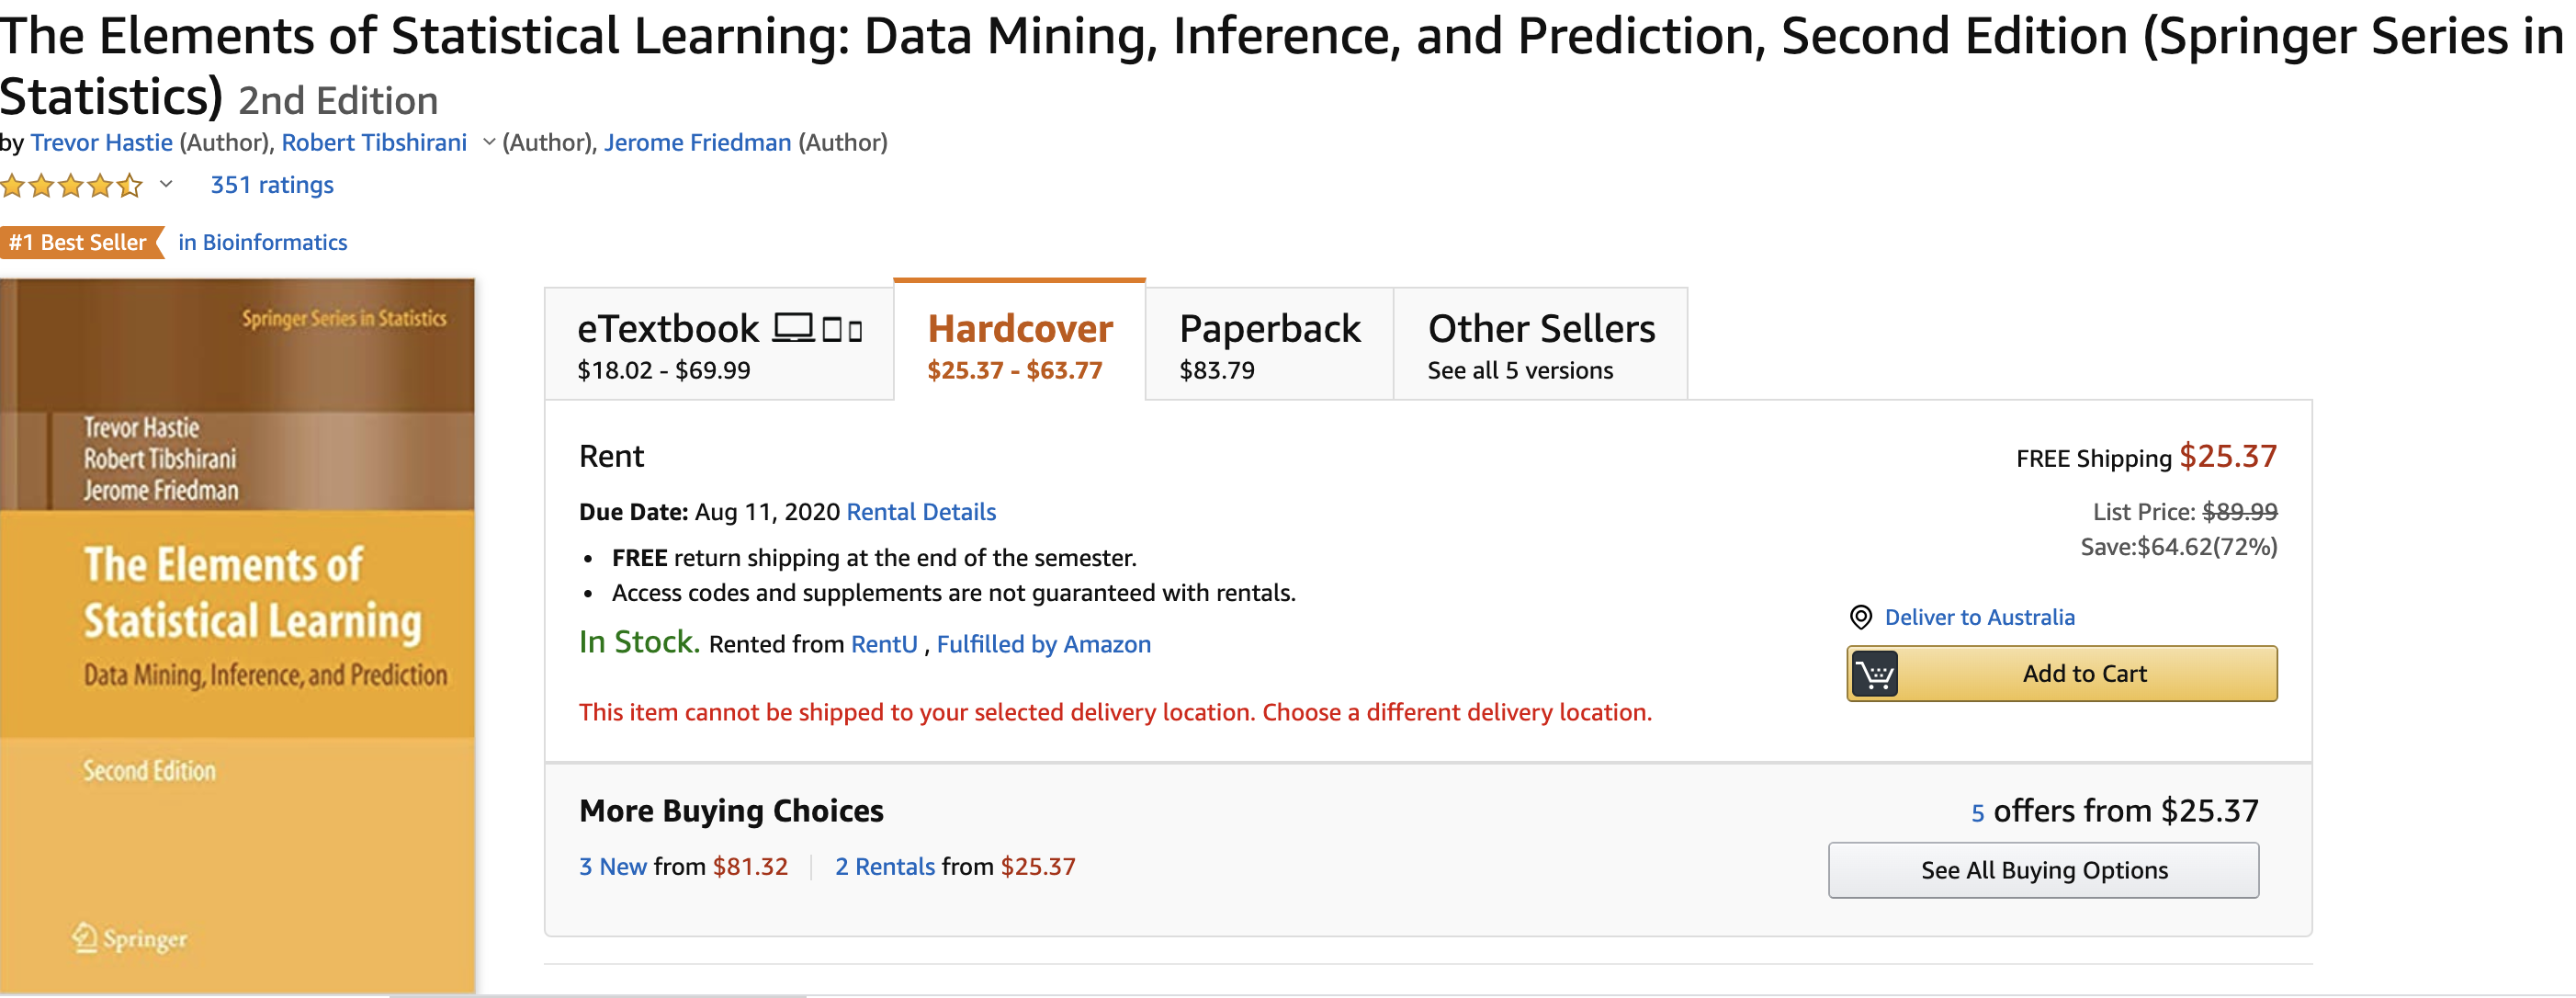 The Elements of Statistical Learning: Data Mining, Inference, and Prediction, Second Edition (Springer Series in
Statistics) 2nd Edition
by Trevor Hastie (Author), Robert Tibshirani (Author), Jerome Friedman (Author)
351 ratings
#1 Best Seller in Bioinformatics
Springer Series in Statistics
Trevor Hastie
Robert Tibshirani
Jerome Friedman
The Elements of
Statistical Learning
Data Mining, Inference, and Prediction
Second Edition
Springer
eTextbook
$18.02 - $69.99
Hardcover
$25.37 - $63.77
Paperback
$83.79
Other Sellers
See all 5 versions
Rent
FREE Shipping $25.37
Due Date: Aug 11, 2020 Rental Details
List Price: $89.99
Save:$64.62(72%)
• FREE return shipping at the end of the semester.
• Access codes and supplements are not guaranteed with rentals.
In Stock. Rented from RentU , Fulfilled by Amazon
Deliver to Australia
Add to Cart
This item cannot be shipped to your selected delivery location. Choose a different delivery location.
More Buying Choices
5 offers from $25.37
3 New from $81.32
2 Rentals from $25.37
See All Buying Options